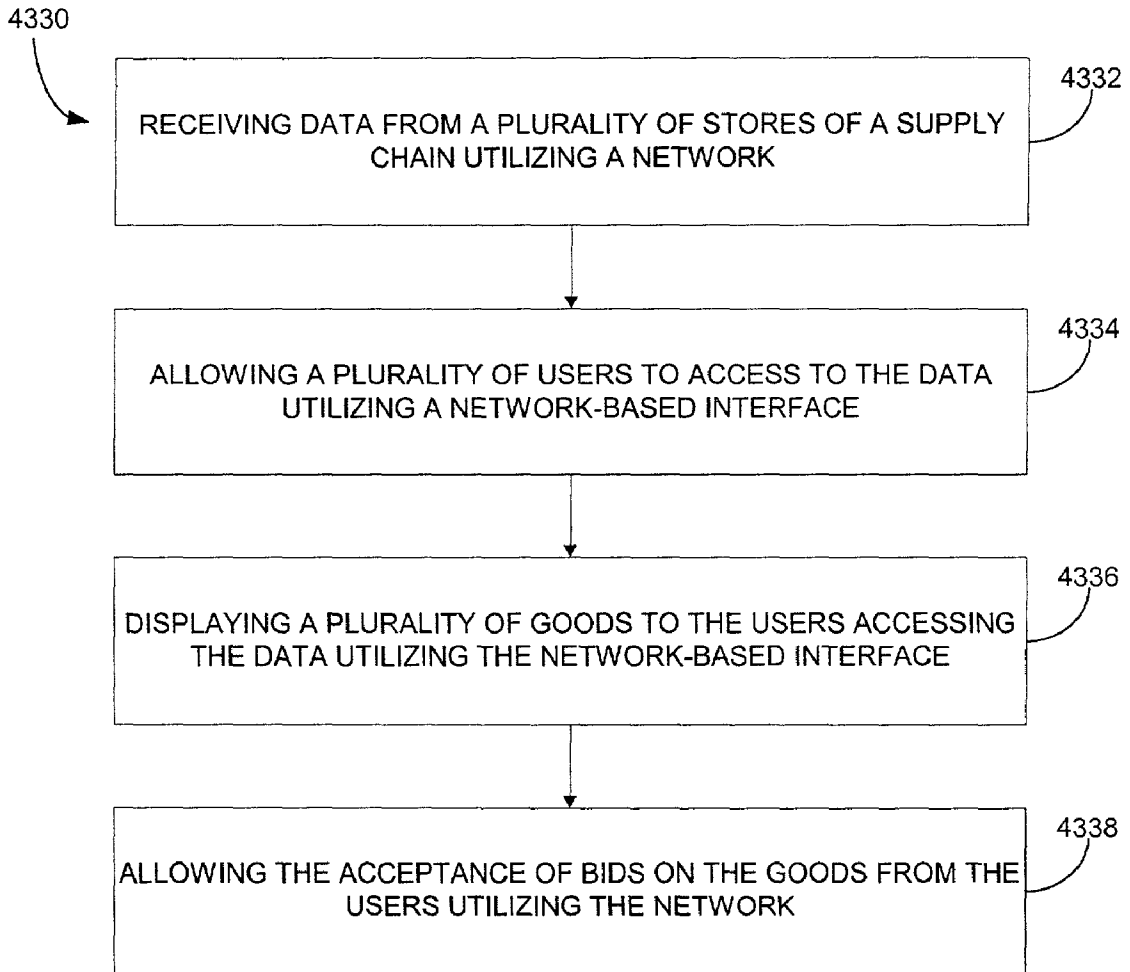 4330
4332
RECEIVING DATA FROM A PLURALITY OF STORES OF A SUPPLY
CHAIN UTILIZING A NETWORK
4334
ALLOWING A PLURALITY OF USERS TO ACCESS TO THE DATA
UTILIZING A NETWORK-BASED INTERFACE
4336
DISPLAYING A PLURALITY OF GOODS TO THE USERS ACCESSING
THE DATA UTILIZING THE NETWORK-BASED INTERFACE
4338
ALLOWING THE ACCEPTANCE OF BIDS ON THE GOODS FROM THE
USERS UTILIZING THE NETWORK